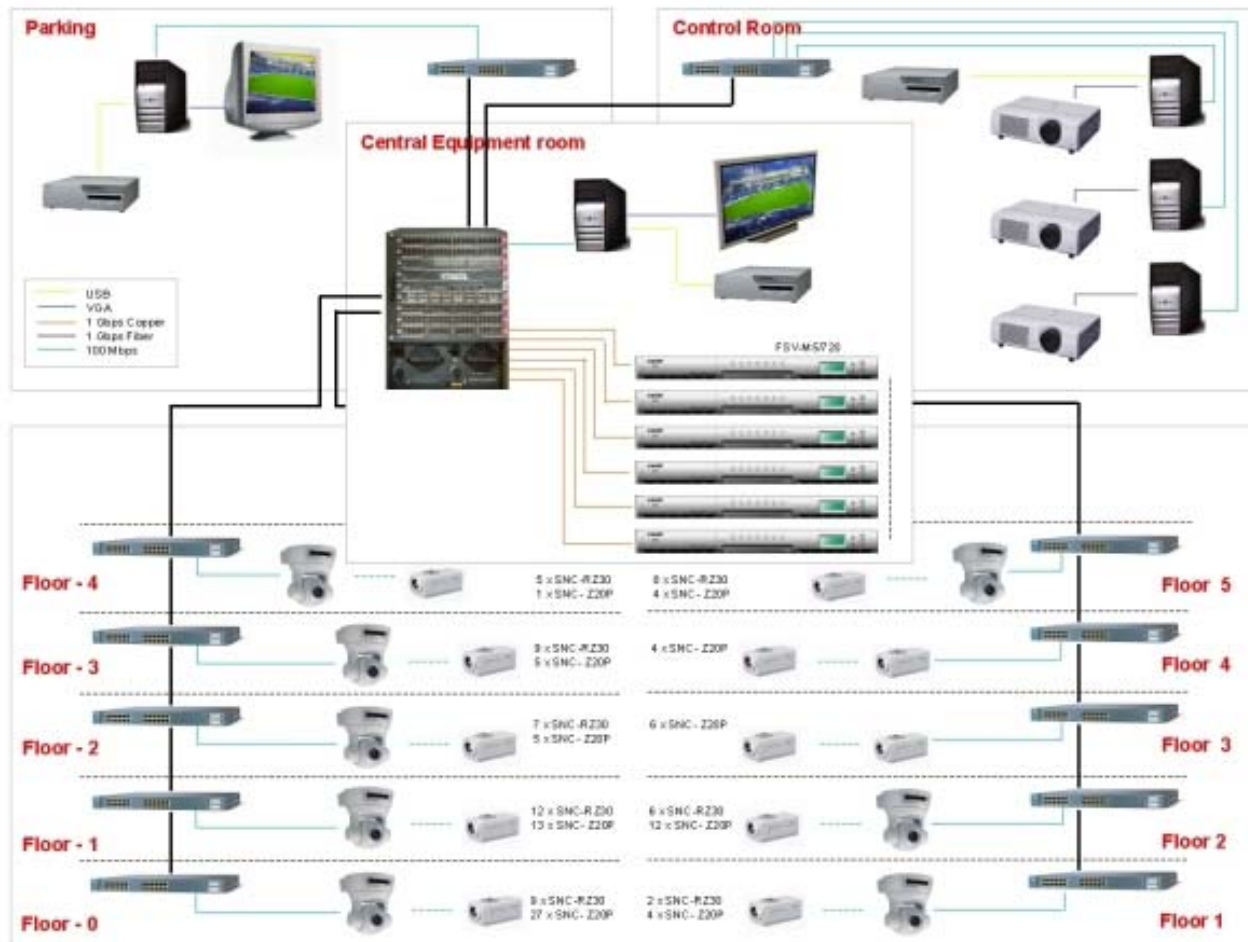 Parking
Control Room
Central Equipment room
USB
VGA
1 Gbps Copper
1 Gbps Fiber
100 Mbps
FSV-M5/720
Floor - 4
5 x SNC-RZ30
1 x SNC- Z20P
8 x SNC-RZ30
4 x SNC- Z20P
Floor 5
Floor - 3
9 x SNC-RZ30
5 x SNC- Z20P
4 x SNC- Z20P
Floor 4
Floor - 2
7 x SNC-RZ30
5 x SNC- Z20P
6 x SNC- Z20P
Floor 3
Floor - 1
12 x SNC-RZ30
13 x SNC- Z20P
6 x SNC-RZ30
12 x SNC- Z20P
Floor 2
Floor - 0
9 x SNC-RZ30
27 x SNC- Z20P
2 x SNC-RZ30
4 x SNC- Z20P
Floor 1